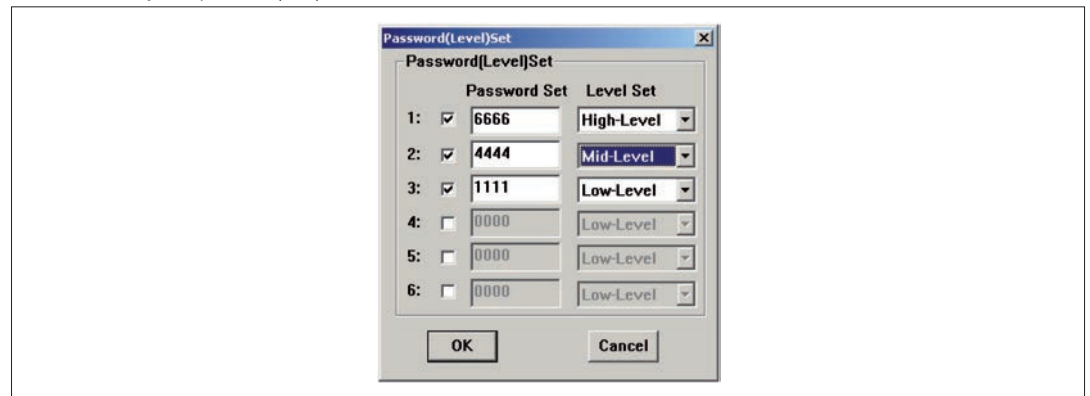 Password(Level)Set
Password(Level)Set
Password Set Level Set
1: 6666 High-Level
2: 4444 Mid-Level
3: 1111 Low-Level
4: 0000 Low-Level
5: 0000 Low-Level
6: 0000 Low-Level
OK Cancel